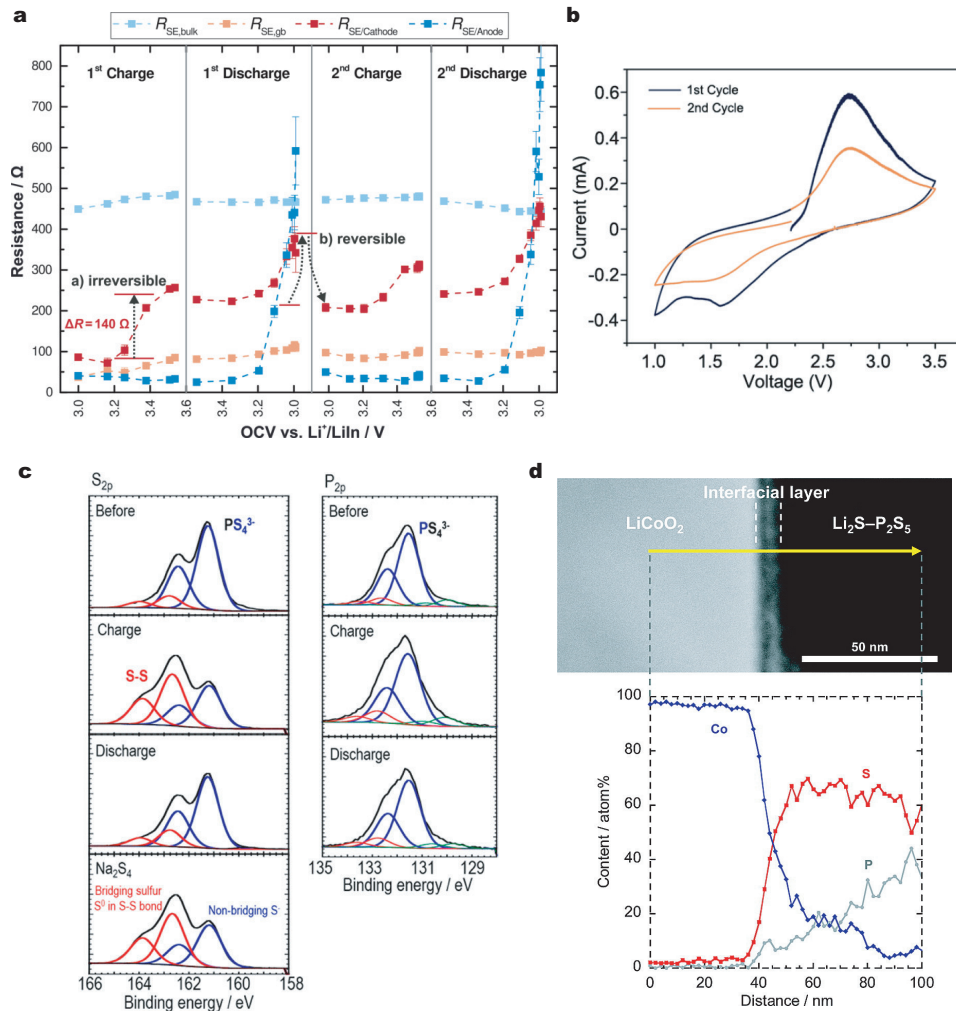 a
R_SE,bulk R_SE,gb R_SE/Cathode R_SE/Anode
1st Charge 1st Discharge 2nd Charge 2nd Discharge
800
700
600
500
400
300
200
100
0
Resistance / Ω
a) irreversible
ΔR=140 Ω
b) reversible
3.0 3.2 3.4 3.6 3.4 3.2 3.0 3.2 3.4 3.6 3.4 3.2 3.0
OCV vs. Li⁺/LiIn / V
b
1st Cycle
2nd Cycle
0.6
0.4
0.2
0
-0.2
-0.4
Current (mA)
1.0 1.5 2.0 2.5 3.0 3.5
Voltage (V)
c
S2p
Before
PS₄³⁻
Charge
S-S
Discharge
Na₂S₄
Bridging sulfur
S⁰ in S-S bond
Non-bridging S
166 164 162 160 158
Binding energy / eV
P2p
Before
PS₄³⁻
Charge
Discharge
135 133 131 129
Binding energy / eV
d
Interfacial layer
LiCoO₂ Li₂S–P₂S₅
50 nm
100
80
60
40
20
0
Content / atom%
Co
S
P
0 20 40 60 80 100
Distance / nm